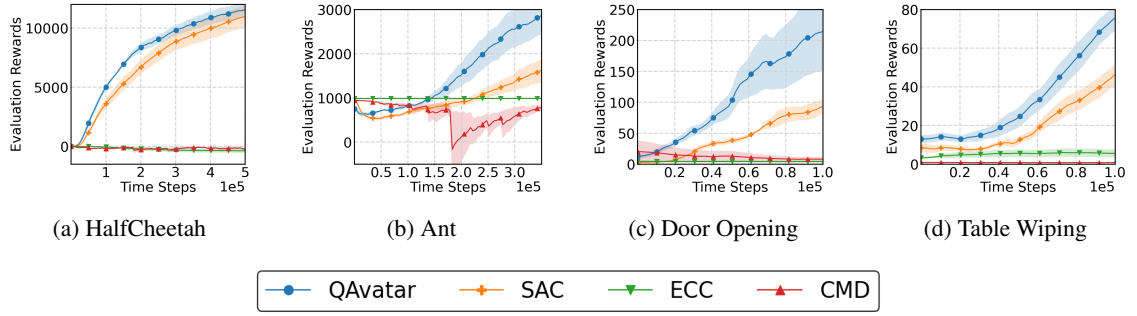 Evaluation Rewards
10000
5000
0
1 2 3 4 5
Time Steps 1e5
(a) HalfCheetah
Evaluation Rewards
3000
2000
1000
0
0.5 1.0 1.5 2.0 2.5 3.0
Time Steps 1e5
(b) Ant
Evaluation Rewards
250
200
150
100
50
0
0.2 0.4 0.6 0.8 1.0
Time Steps 1e5
(c) Door Opening
Evaluation Rewards
80
60
40
20
0
0.2 0.4 0.6 0.8 1.0
Time Steps 1e5
(d) Table Wiping
QAvatar SAC ECC CMD